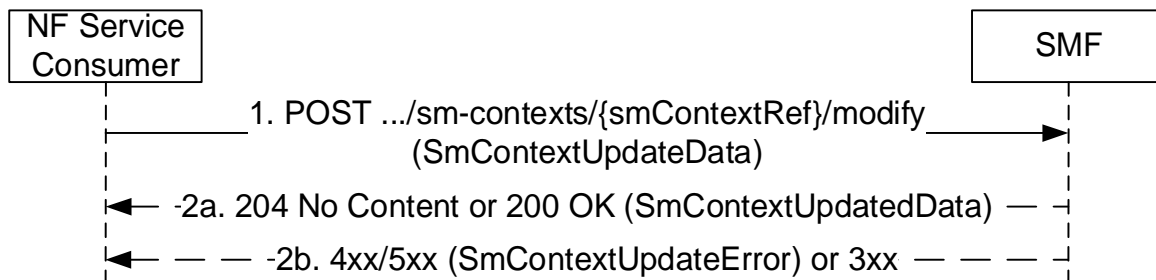 NF Service
Consumer
SMF
1. POST .../sm-contexts/{smContextRef}/modify
(SmContextUpdateData)
2a. 204 No Content or 200 OK (SmContextUpdatedData)
2b. 4xx/5xx (SmContextUpdateError) or 3xx